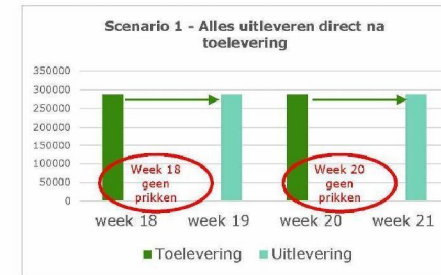 Scenario 1 - Alles uitleveren direct na
toelevering
350000
300000
250000
200000
150000
100000
50000
0
Week 18
geen
prikken
Week 20
geen
prikken
week 18
week 19
week 20
week 21
Toelevering
Uitlevering